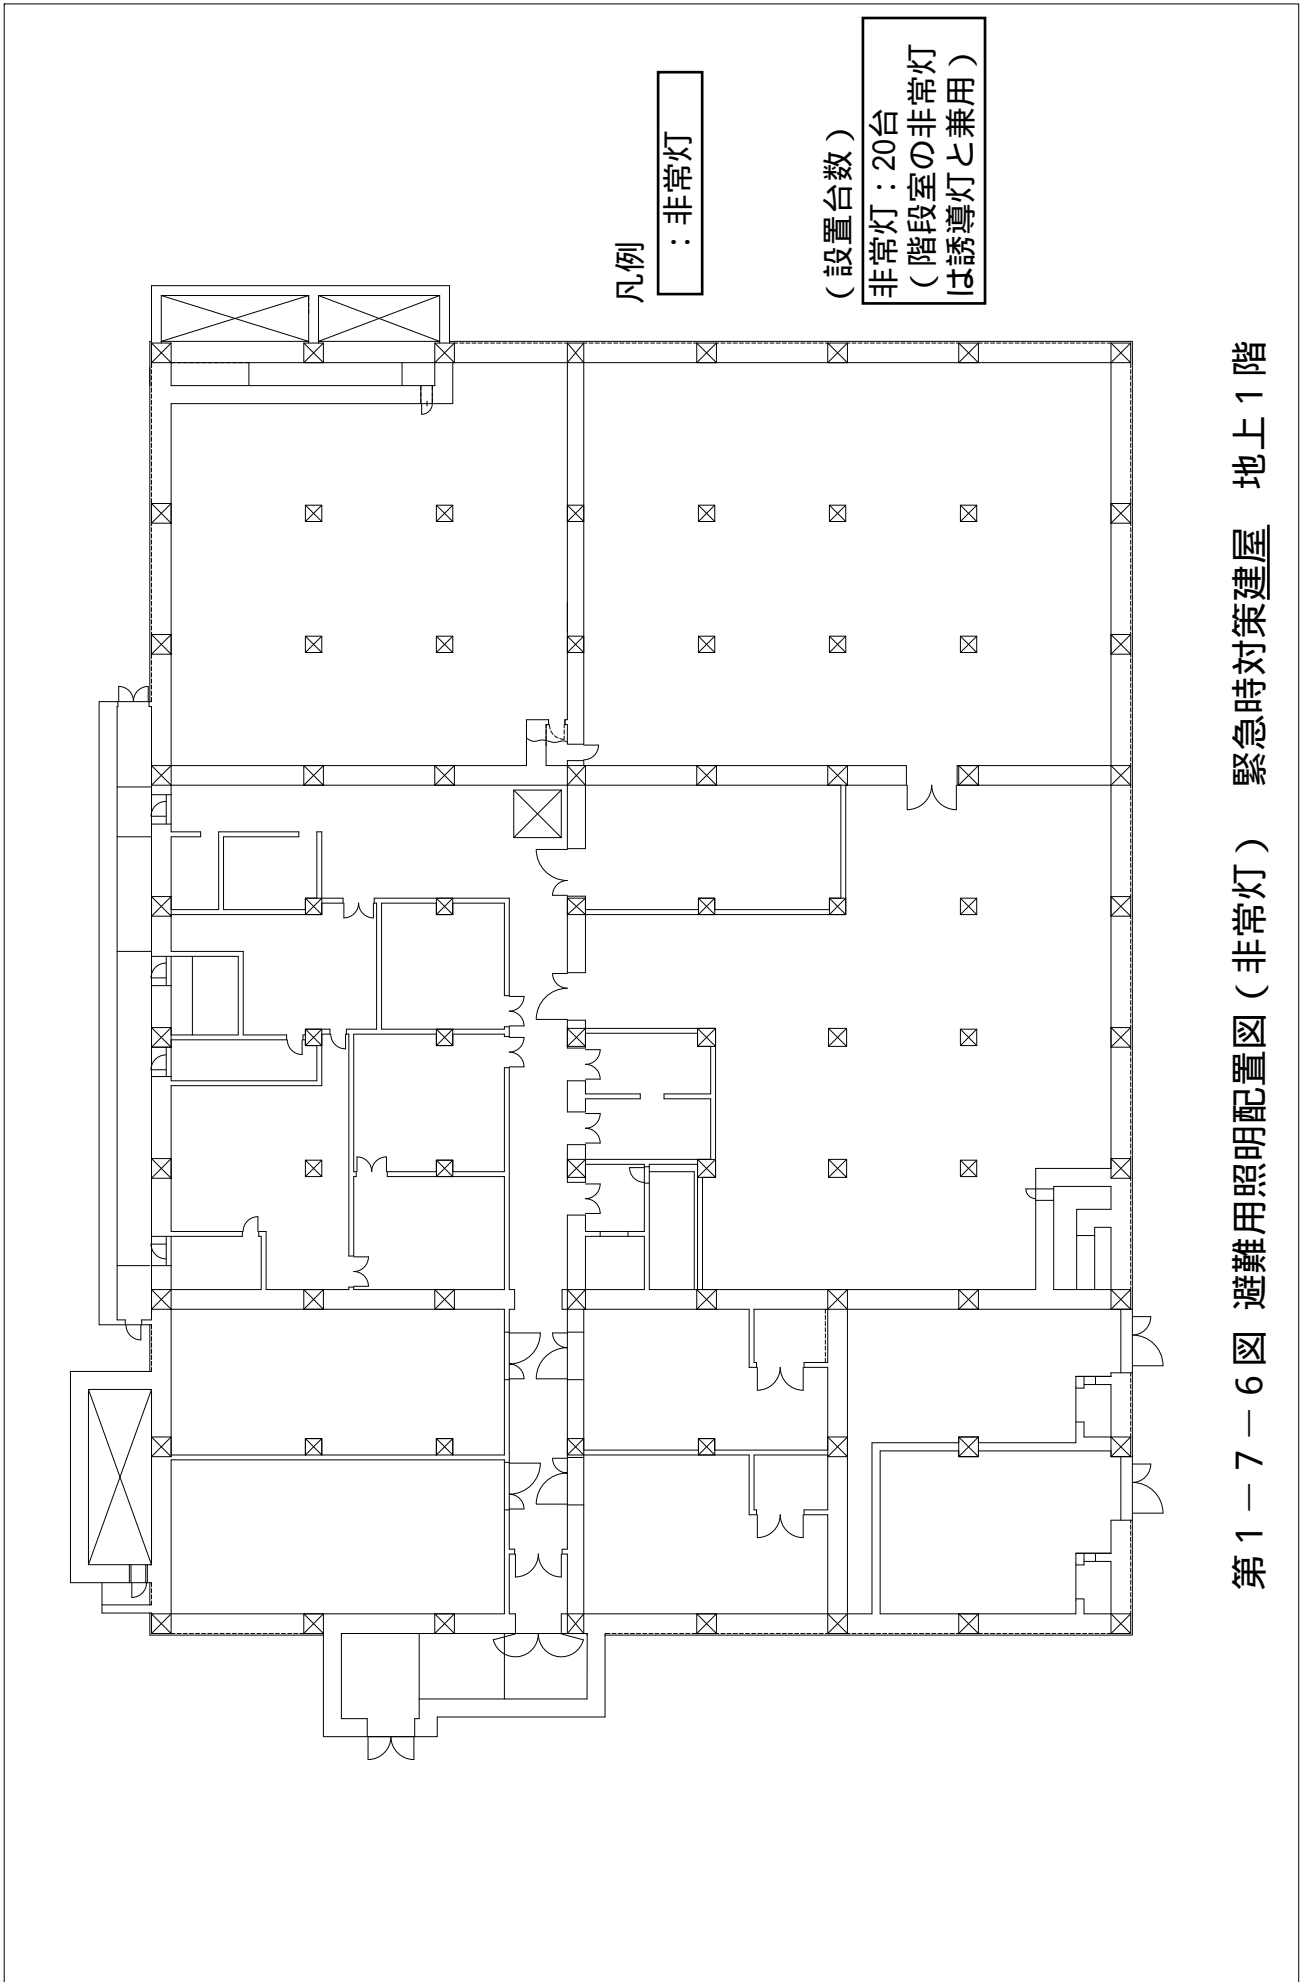 凡例
：非常灯
（設置台数）
非常灯：20台
（階段室の非常灯
は誘導灯と兼用）
第１－７－６図 避難用照明配置図（非常灯） 緊急時対策建屋 地上１階